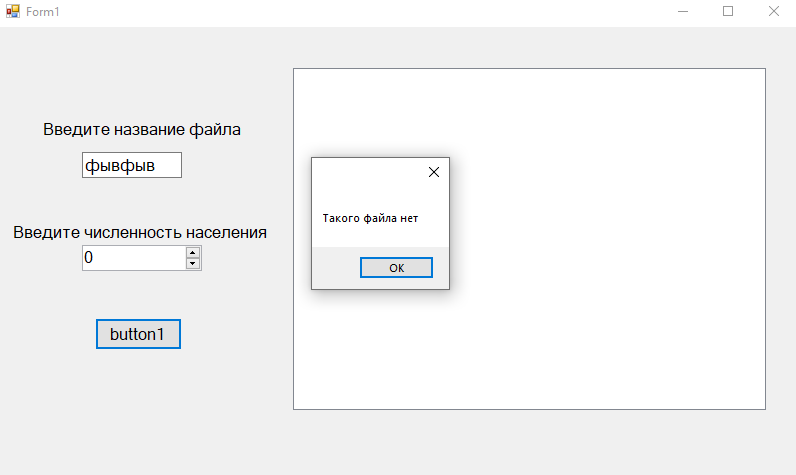 Form1
Введите название файла
фывфыв
Такого файла нет
OK
Введите численность населения
0
button1